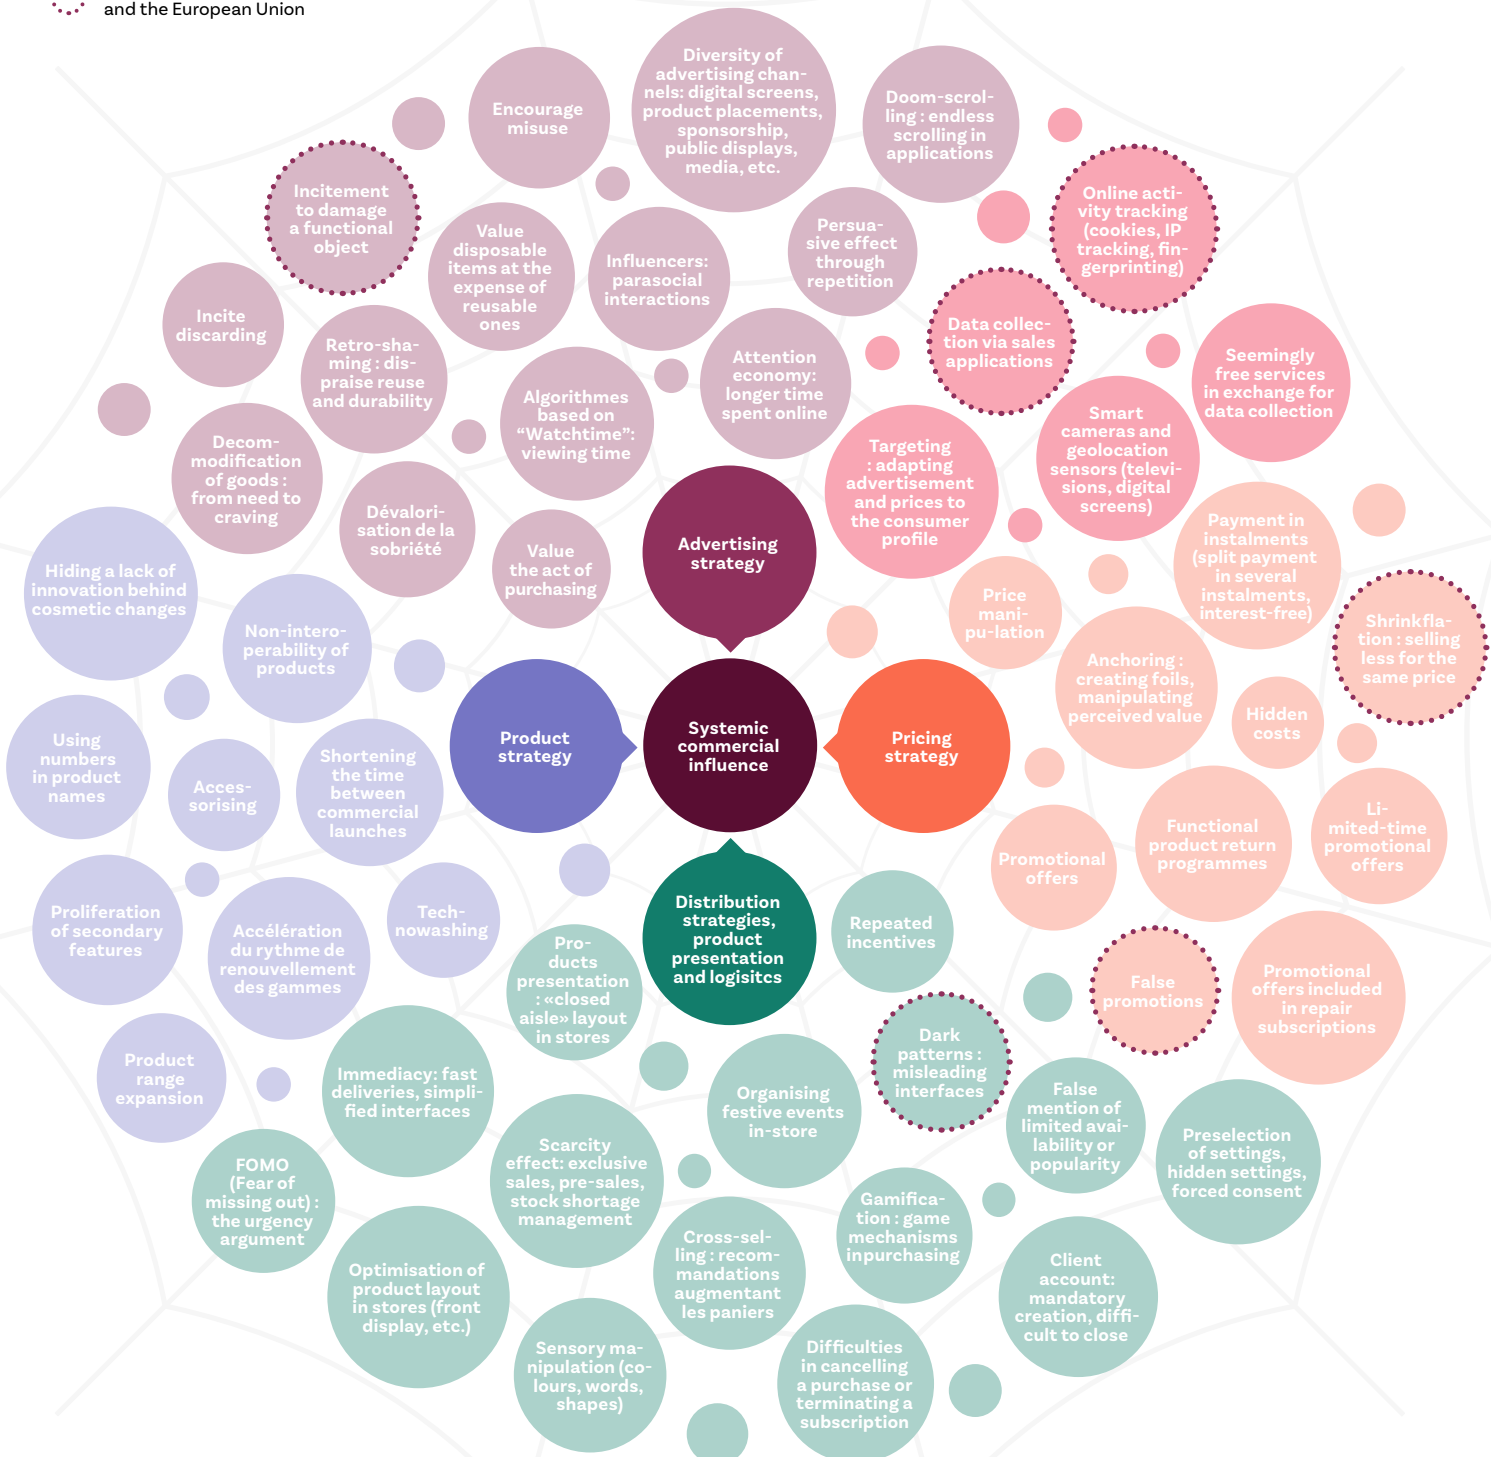 and the European Union
Diversity of
advertising chan-
nels: digital screens,
product placements,
sponsorship,
public displays,
media, etc.
Encourage
misuse
Doom-scrol-
ling : endless
scrolling in
applications
Incitement
to damage
a functional
object
Online acti-
vity tracking
(cookies, IP
tracking, fin-
gerprinting)
Value
disposable
items at the
expense of
reusable
ones
Influencers:
parasocial
interactions
Persua-
sive effect
through
repetition
Incite
discarding
Retro-sha-
ming : dis-
praise reuse
and durability
Data collec-
tion via sales
applications
Seemingly
free services
in exchange for
data collection
Attention
economy:
longer time
spent online
Algorithmes
based on
“Watchtime”:
viewing time
Smart
cameras and
geolocation
sensors (televi-
sions, digital
screens)
Decom-
modification
of goods :
from need to
craving
Targeting
: adapting
advertisement
and prices to
the consumer
profile
Dévalori-
sation de la
sobriété
Value
the act of
purchasing
Advertising
strategy
Payment in
instalments
(split payment
in several
instalments,
interest-free)
Hiding a lack of
innovation behind
cosmetic changes
Non-intero-
perability of
products
Price
mani-
pu-lation
Shrinkfla-
tion : selling
less for the
same price
Anchoring :
creating foils,
manipulating
perceived value
Hidden
costs
Using
numbers
in product
names
Acces-
sorising
Shortening
the time
between
commercial
launches
Product
strategy
Systemic
commercial
influence
Pricing
strategy
Promotional
offers
Functional
product return
programmes
Li-
mited-time
promotional
offers
Proliferation
of secondary
features
Accélération
du rythme de
renouvellement
des gammes
Tech-
nowashing
Pro-
ducts
presentation
: «closed
aisle» layout
in stores
Distribution
strategies,
product
presentation
and logisitcs
Repeated
incentives
False
promotions
Promotional
offers included
in repair
subscriptions
Product
range
expansion
Immediacy: fast
deliveries, simpli-
fied interfaces
Organising
festive events
in-store
Dark
patterns :
misleading
interfaces
False
mention of
limited avai-
lability or
popularity
Preselection
of settings,
hidden settings,
forced consent
FOMO
(Fear of
missing out) :
the urgency
argument
Scarcity
effect: exclusive
sales, pre-sales,
stock shortage
management
Gamifica-
tion : game
mechanisms
inpurchasing
Cross-sel-
ling : recom-
mandations
augmentant
les paniers
Client
account:
mandatory
creation, diffi-
cult to close
Optimisation of
product layout
in stores (front
display, etc.)
Sensory ma-
nipulation (co-
lours, words,
shapes)
Difficulties
in cancelling
a purchase or
terminating a
subscription